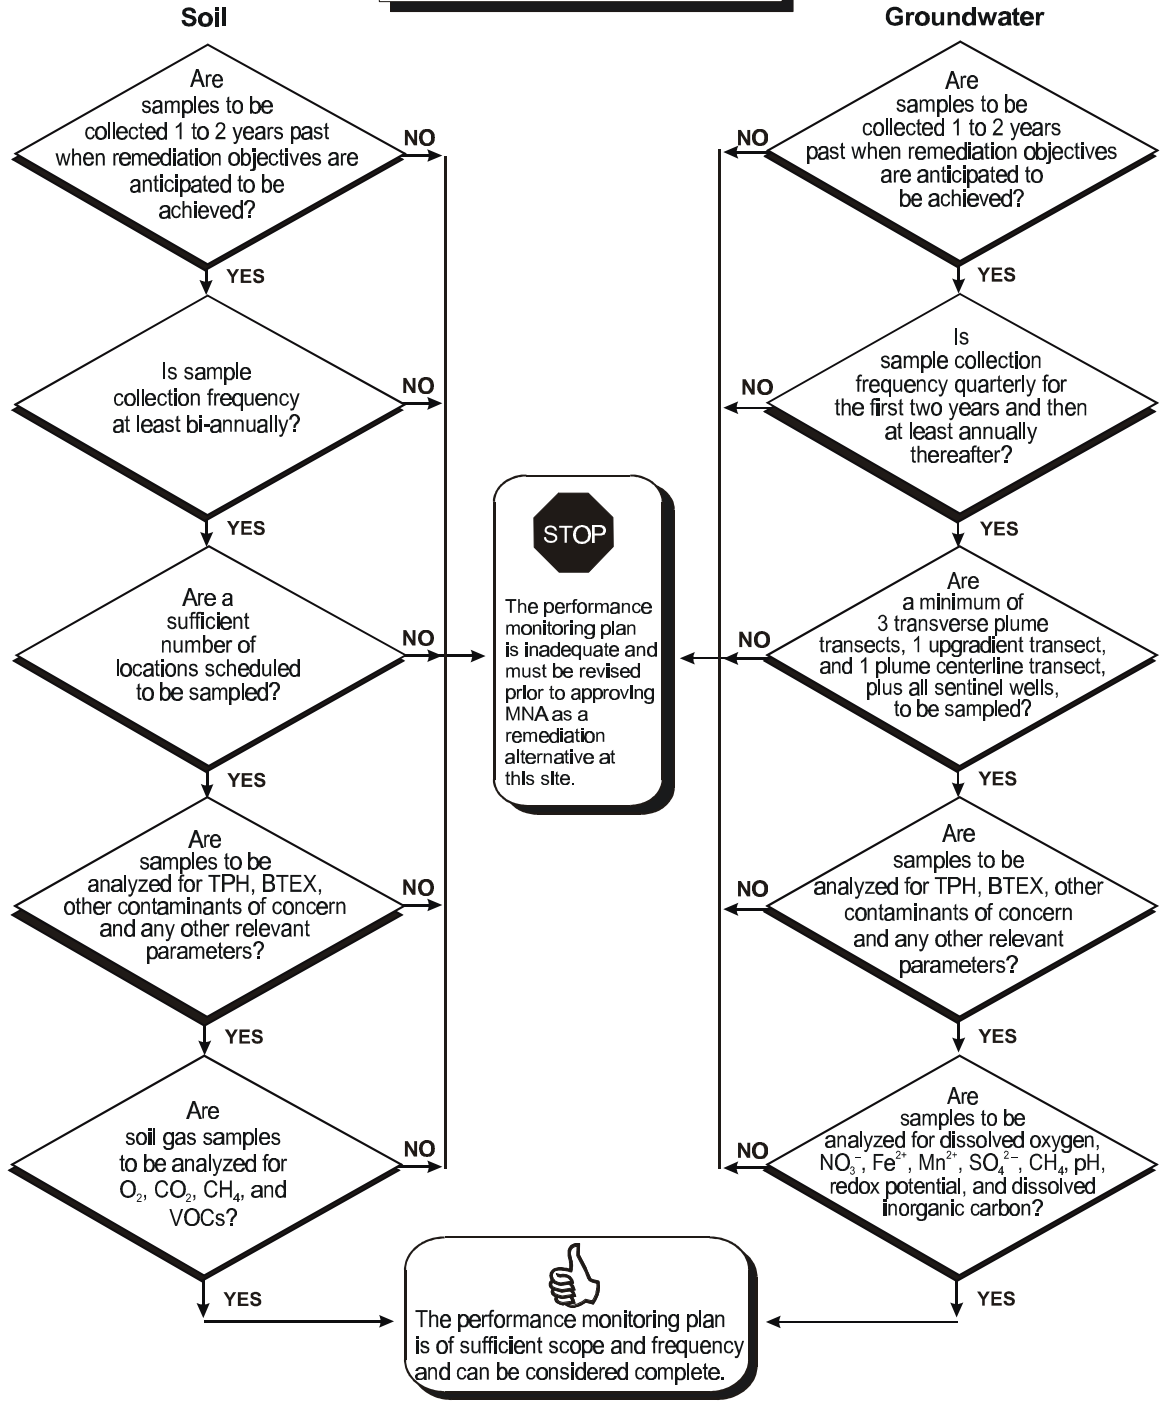 Soil
Are
samples to be
collected 1 to 2 years past
when remediation objectives are
anticipated to be
achieved?
NO
YES
Is sample
collection frequency
at least bi-annually?
NO
YES
Are a
sufficient
number of
locations scheduled
to be sampled?
NO
YES
Are
samples to be
analyzed for TPH, BTEX,
other contaminants of concern
and any other relevant
parameters?
NO
YES
Are
soil gas samples
to be analyzed for
O₂, CO₂, CH₄, and
VOCs?
NO
YES
STOP
The performance
monitoring plan
is inadequate and
must be revised
prior to approving
MNA as a
remediation
alternative at
this site.
Groundwater
Are
samples to be
collected 1 to 2 years
past when remediation objectives
are anticipated to
be achieved?
NO
YES
Is
sample collection
frequency quarterly for
the first two years and then
at least annually
thereafter?
NO
YES
Are
a minimum of
3 transverse plume
transects, 1 upgradient transect,
and 1 plume centerline transect,
plus all sentinel wells,
to be sampled?
NO
YES
Are
samples to be
analyzed for TPH, BTEX, other
contaminants of concern
and any other relevant
parameters?
NO
YES
Are
samples to be
analyzed for dissolved oxygen,
NO₃⁻, Fe²⁺, Mn²⁺, SO₄²⁻, CH₄, pH,
redox potential, and dissolved
inorganic carbon?
NO
YES
The performance monitoring plan
is of sufficient scope and frequency
and can be considered complete.